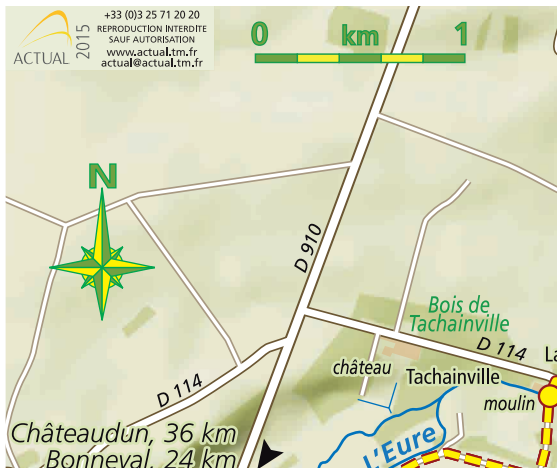 +33 (0)3 25 71 20 20
REPRODUCTION INTERDITE
SAUF AUTORISATION
www.actual.tm.fr
actual@actual.tm.fr
ACTUAL
2015
0 km 1
N
D 910
Bois de
Tachainville
D 114
La
château
Tachainville
moulin
D 114
Châteaudun, 36 km
Bonneval, 24 km
L'Eure